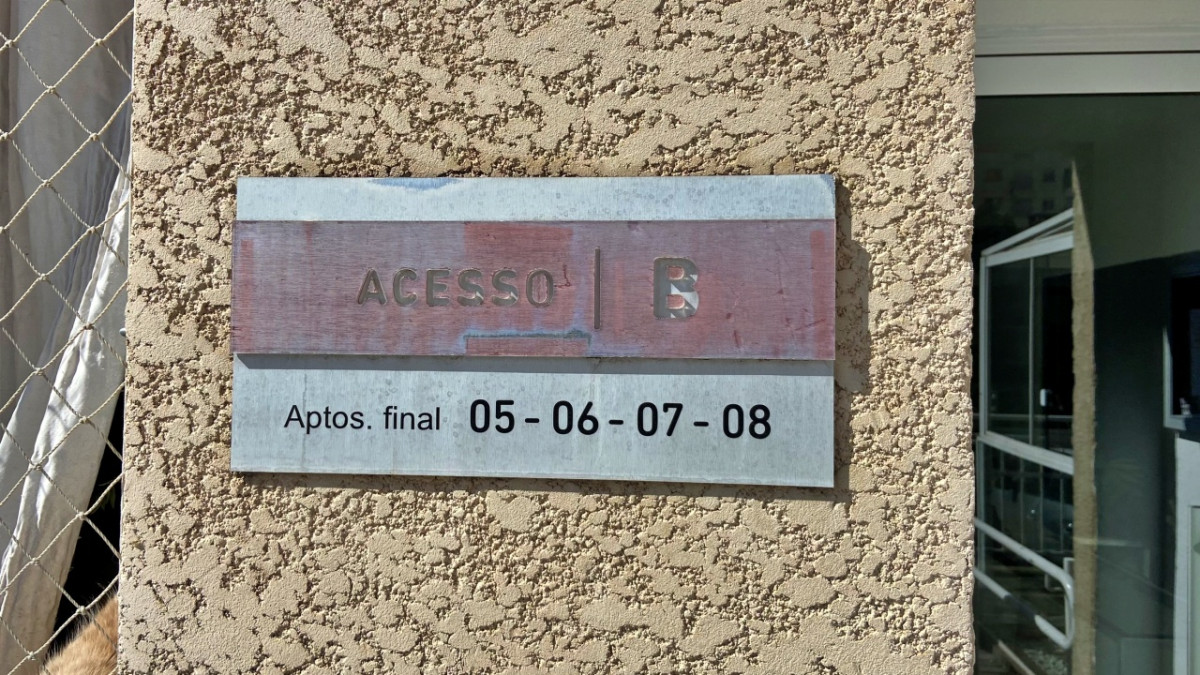 ACESSO | B
Aptos. final 05 - 06 - 07 - 08